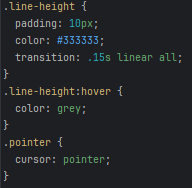 .line-height {
  padding: 10px;
  color: #333333;
  transition: .15s linear all;
}
.line-height:hover {
  color: grey;
}
.pointer {
  cursor: pointer;
}